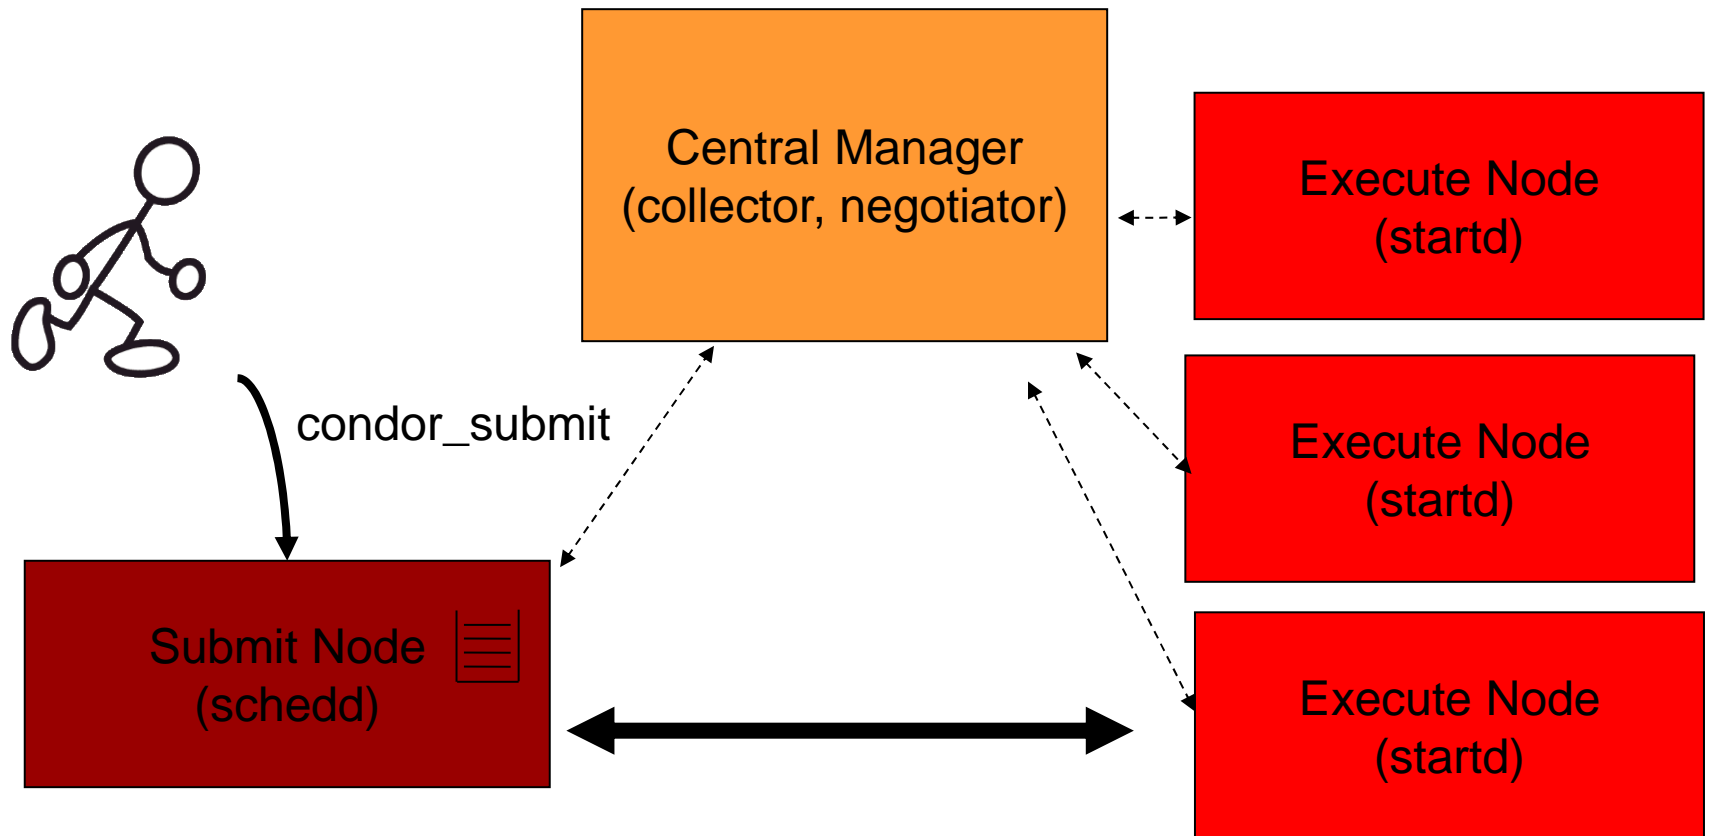 Central Manager
(collector, negotiator)
Execute Node
(startd)
condor_submit
Execute Node
(startd)
Submit Node
(schedd)
Execute Node
(startd)